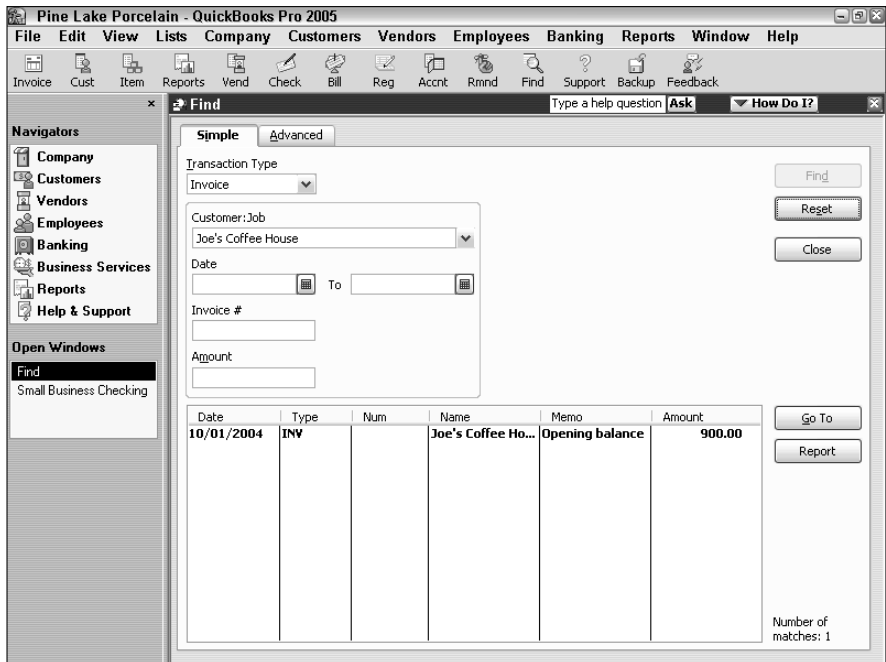 Pine Lake Porcelain - QuickBooks Pro 2005
File Edit View Lists Company Customers Vendors Employees Banking Reports Window Help
Invoice Cust Item Reports Vend Check Bill Reg Accnt Rmnd Find Support Backup Feedback
Find Type a help question Ask How Do I?
Navigators
Company
Customers
Vendors
Employees
Banking
Business Services
Reports
Help & Support
Open Windows
Find
Small Business Checking
Simple Advanced
Transaction Type
Invoice
Customer:Job
Joe's Coffee House
Date
To
Invoice #
Amount
Find
Reset
Close
Date Type Num Name Memo Amount
10/01/2004 INV Joe's Coffee Ho... Opening balance 900.00
Go To
Report
Number of
matches: 1